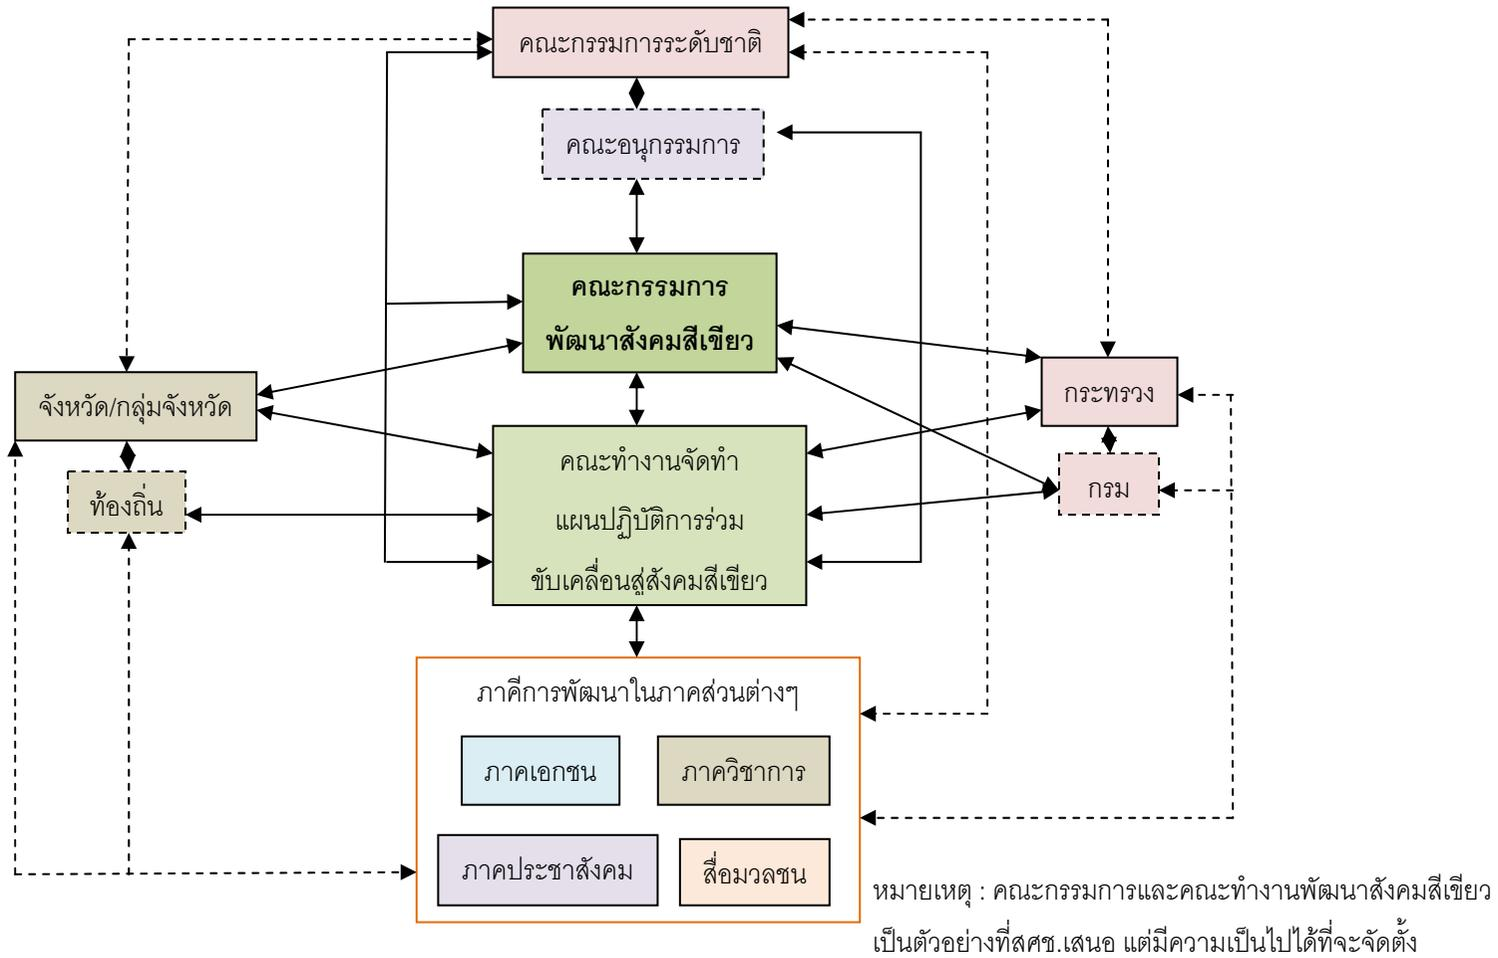 คณะกรรมการระดับชาติ
คณะอนุกรรมการ
คณะกรรมการ
พัฒนาสังคมสีเขียว
จังหวัด/กลุ่มจังหวัด
กระทรวง
ท้องถิ่น
กรม
คณะทำงานจัดทำ
แผนปฏิบัติการร่วม
ขับเคลื่อนสู่สังคมสีเขียว
ภาคีการพัฒนาในภาคส่วนต่างๆ
ภาคเอกชน
ภาควิชาการ
ภาคประชาสังคม
สื่อมวลชน
หมายเหตุ : คณะกรรมการและคณะทำงานพัฒนาสังคมสีเขียว
เป็นตัวอย่างที่สศช.เสนอ แต่มีความเป็นไปได้ที่จะจัดตั้ง